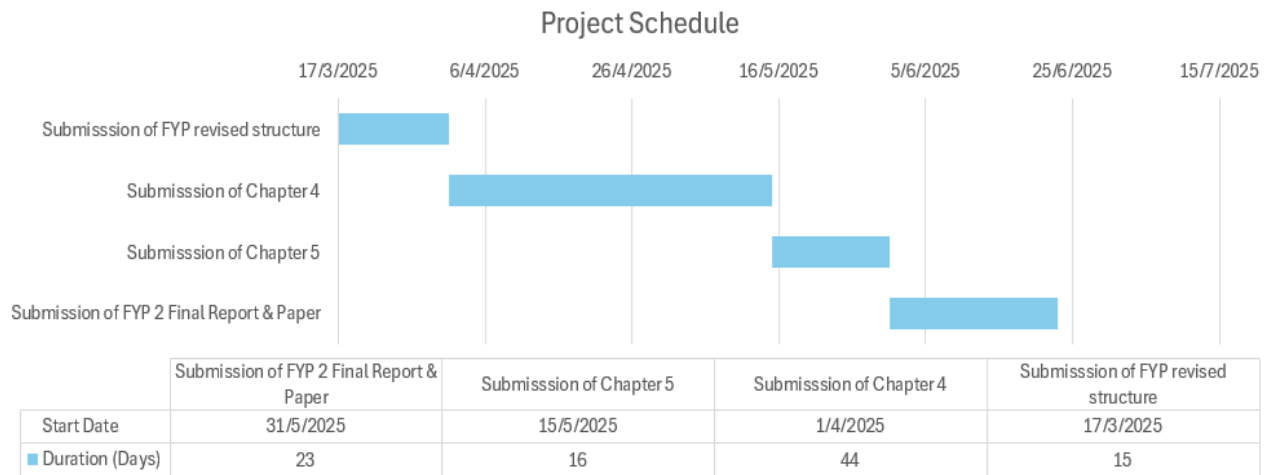 Project Schedule
17/3/2025 6/4/2025 26/4/2025 16/5/2025 5/6/2025 25/6/2025 15/7/2025
Submisssion of FYP revised structure
Submisssion of Chapter 4
Submisssion of Chapter 5
Submission of FYP 2 Final Report & Paper
Submission of FYP 2 Final Report &
Paper
Submisssion of Chapter 5
Submisssion of Chapter 4
Submisssion of FYP revised
structure
Start Date 31/5/2025 15/5/2025 1/4/2025 17/3/2025
Duration (Days) 23 16 44 15